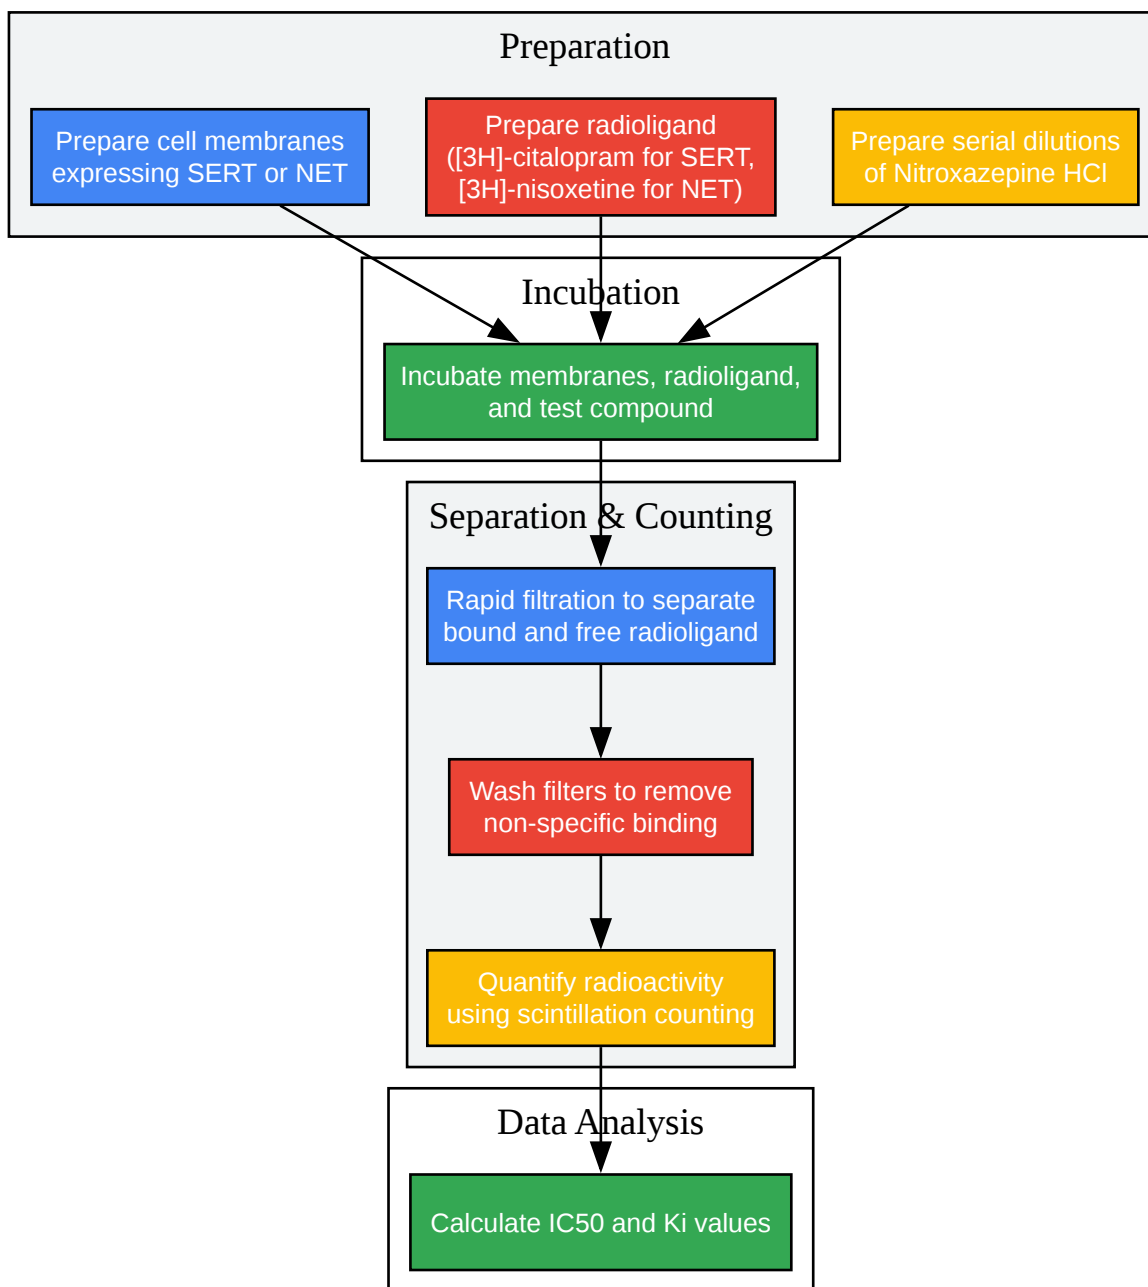 Preparation
Prepare cell membranes
expressing SERT or NET
Prepare radioligand
([3H]-citalopram for SERT,
[3H]-nisoxetine for NET)
Prepare serial dilutions
of Nitroxazepine HCl
Incubation
Incubate membranes, radioligand,
and test compound
Separation & Counting
Rapid filtration to separate
bound and free radioligand
Wash filters to remove
non-specific binding
Quantify radioactivity
using scintillation counting
Data Analysis
Calculate IC50 and Ki values